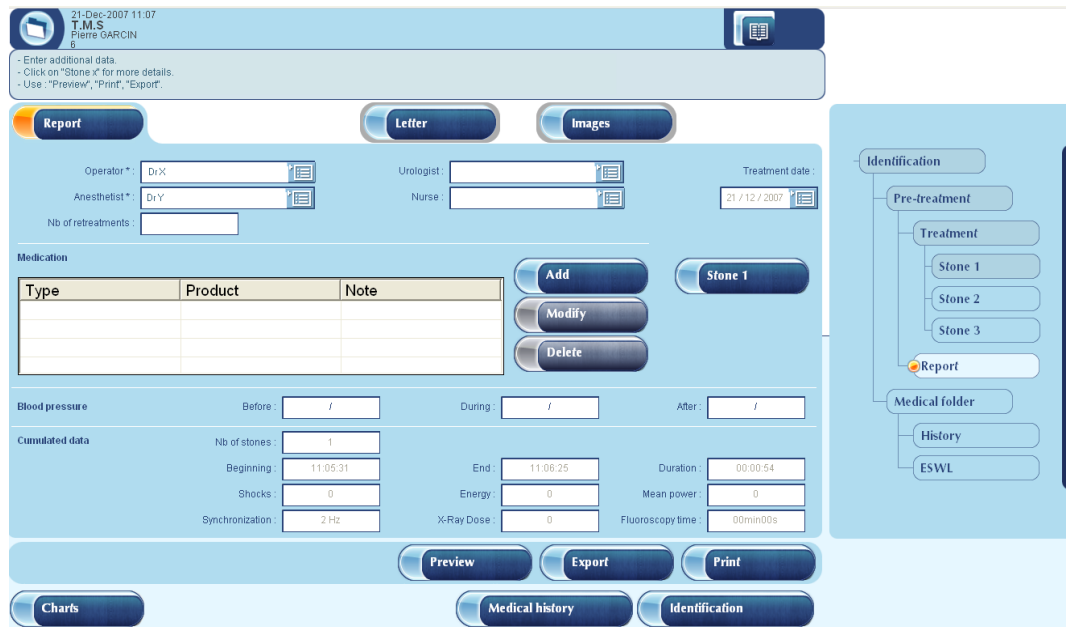 21-Dec-2007 11:07
T.M.S
Pierre GARCIN
6
- Enter additional data.
- Click on "Stone x" for more details.
- Use : "Preview", "Print", "Export".
Report Letter Images
Operator * : DrX Urologist : Treatment date :
Anesthetist * : DrY Nurse : 21 / 12 / 2007
Nb of retreatments :
Medication
Type Product Note
Add
Modify
Delete
Stone 1
Blood pressure Before : / During : / After : /
Cumulated data Nb of stones : 1
Beginning : 11:05:31 End : 11:06:25 Duration : 00:00:54
Shocks : 0 Energy : 0 Mean power : 0
Synchronization : 2 Hz X-Ray Dose : 0 Fluoroscopy time : 00min00s
Preview Export Print
Charts Medical history Identification
Identification
Pre-treatment
Treatment
Stone 1
Stone 2
Stone 3
Report
Medical folder
History
ESWL